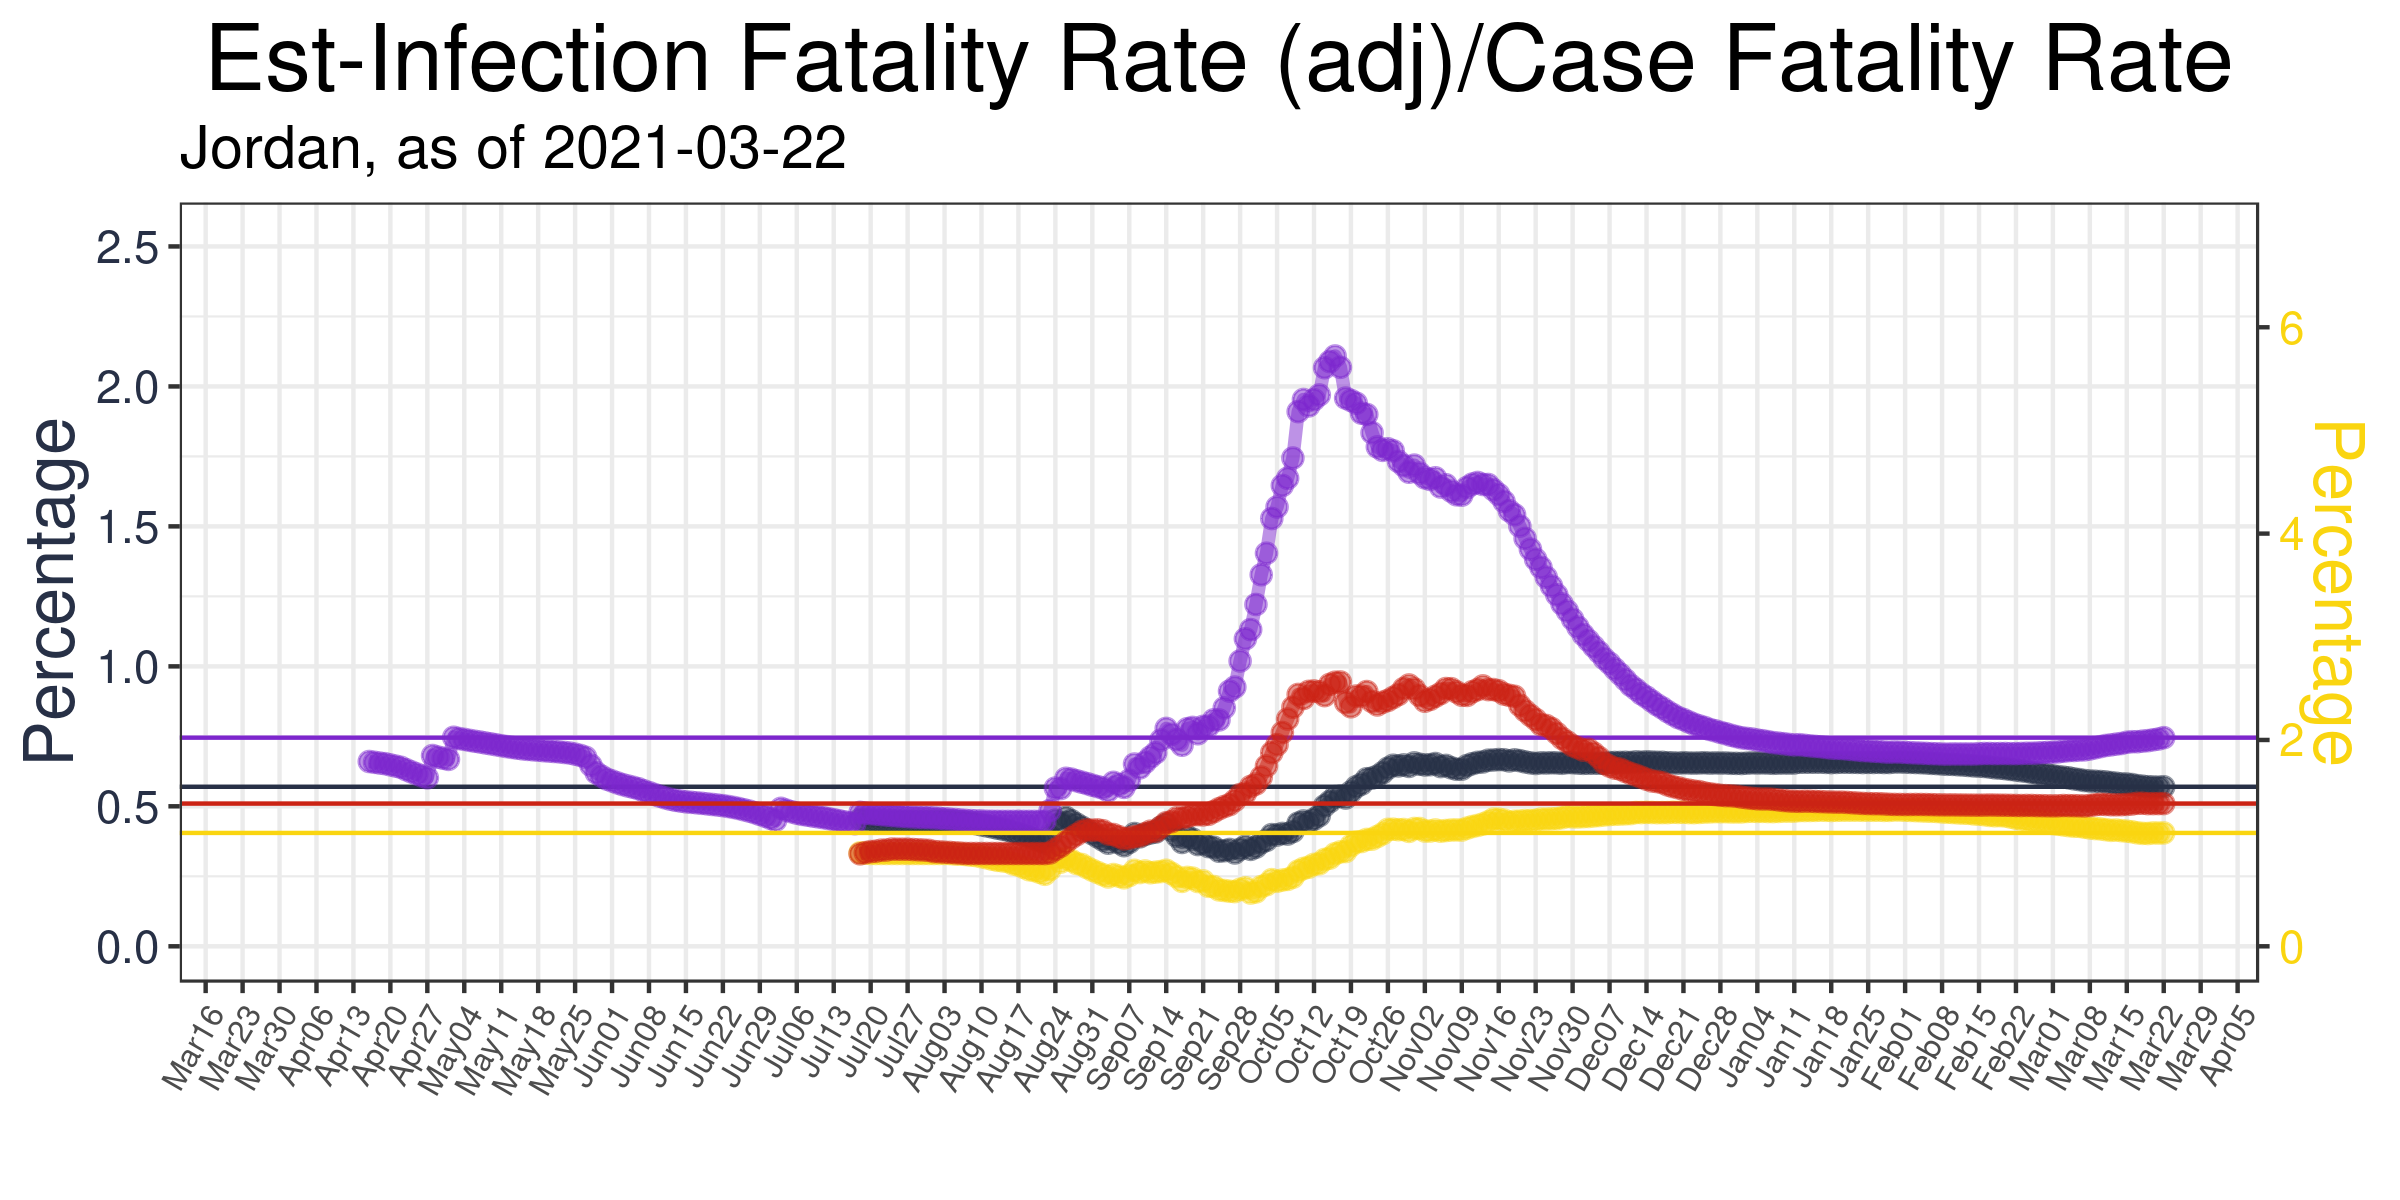 Est-Infection Fatality Rate (adj)/Case Fatality Rate
Jordan, as of 2021-03-22
Percentage
2.5
2.0
1.5
1.0
0.5
0.0
6
4
2
0
Percentage
Mar16
Mar23
Mar30
Apr06
Apr13
Apr20
Apr27
May04
May11
May18
May25
Jun01
Jun08
Jun15
Jun22
Jun29
Jul06
Jul13
Jul20
Jul27
Aug03
Aug10
Aug17
Aug24
Aug31
Sep07
Sep14
Sep21
Sep28
Oct05
Oct12
Oct19
Oct26
Nov02
Nov09
Nov16
Nov23
Nov30
Dec07
Dec14
Dec21
Dec28
Jan04
Jan11
Jan18
Jan25
Feb01
Feb08
Feb15
Feb22
Mar01
Mar08
Mar15
Mar22
Mar29
Apr05